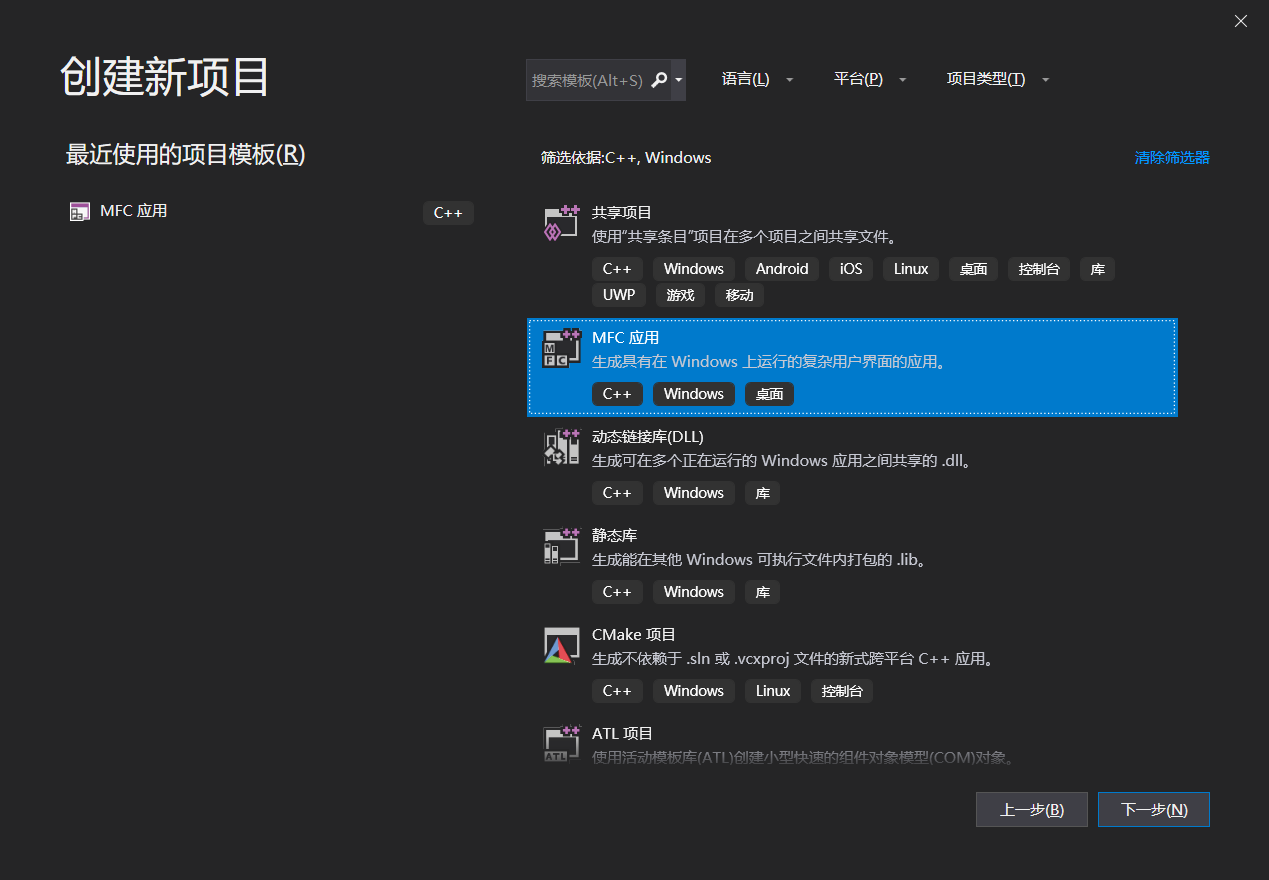 创建新项目
搜索模板(Alt+S)
语言(L)
平台(P)
项目类型(T)
最近使用的项目模板(R)
MFC 应用
C++
筛选依据:C++, Windows
清除筛选器
共享项目
使用“共享条目”项目在多个项目之间共享文件。
C++ Windows Android iOS Linux 桌面 控制台 库
UWP 游戏 移动
MFC 应用
生成具有在 Windows 上运行的复杂用户界面的应用。
C++ Windows 桌面
动态链接库(DLL)
生成可在多个正在运行的 Windows 应用之间共享的 .dll。
C++ Windows 库
静态库
生成能在其他 Windows 可执行文件内打包的 .lib。
C++ Windows 库
CMake 项目
生成不依赖于 .sln 或 .vcxproj 文件的新式跨平台 C++ 应用。
C++ Windows Linux 控制台
ATL 项目
使用活动模板库(ATL)创建小型快速的组件对象模型(COM)对象。
上一步(B)
下一步(N)